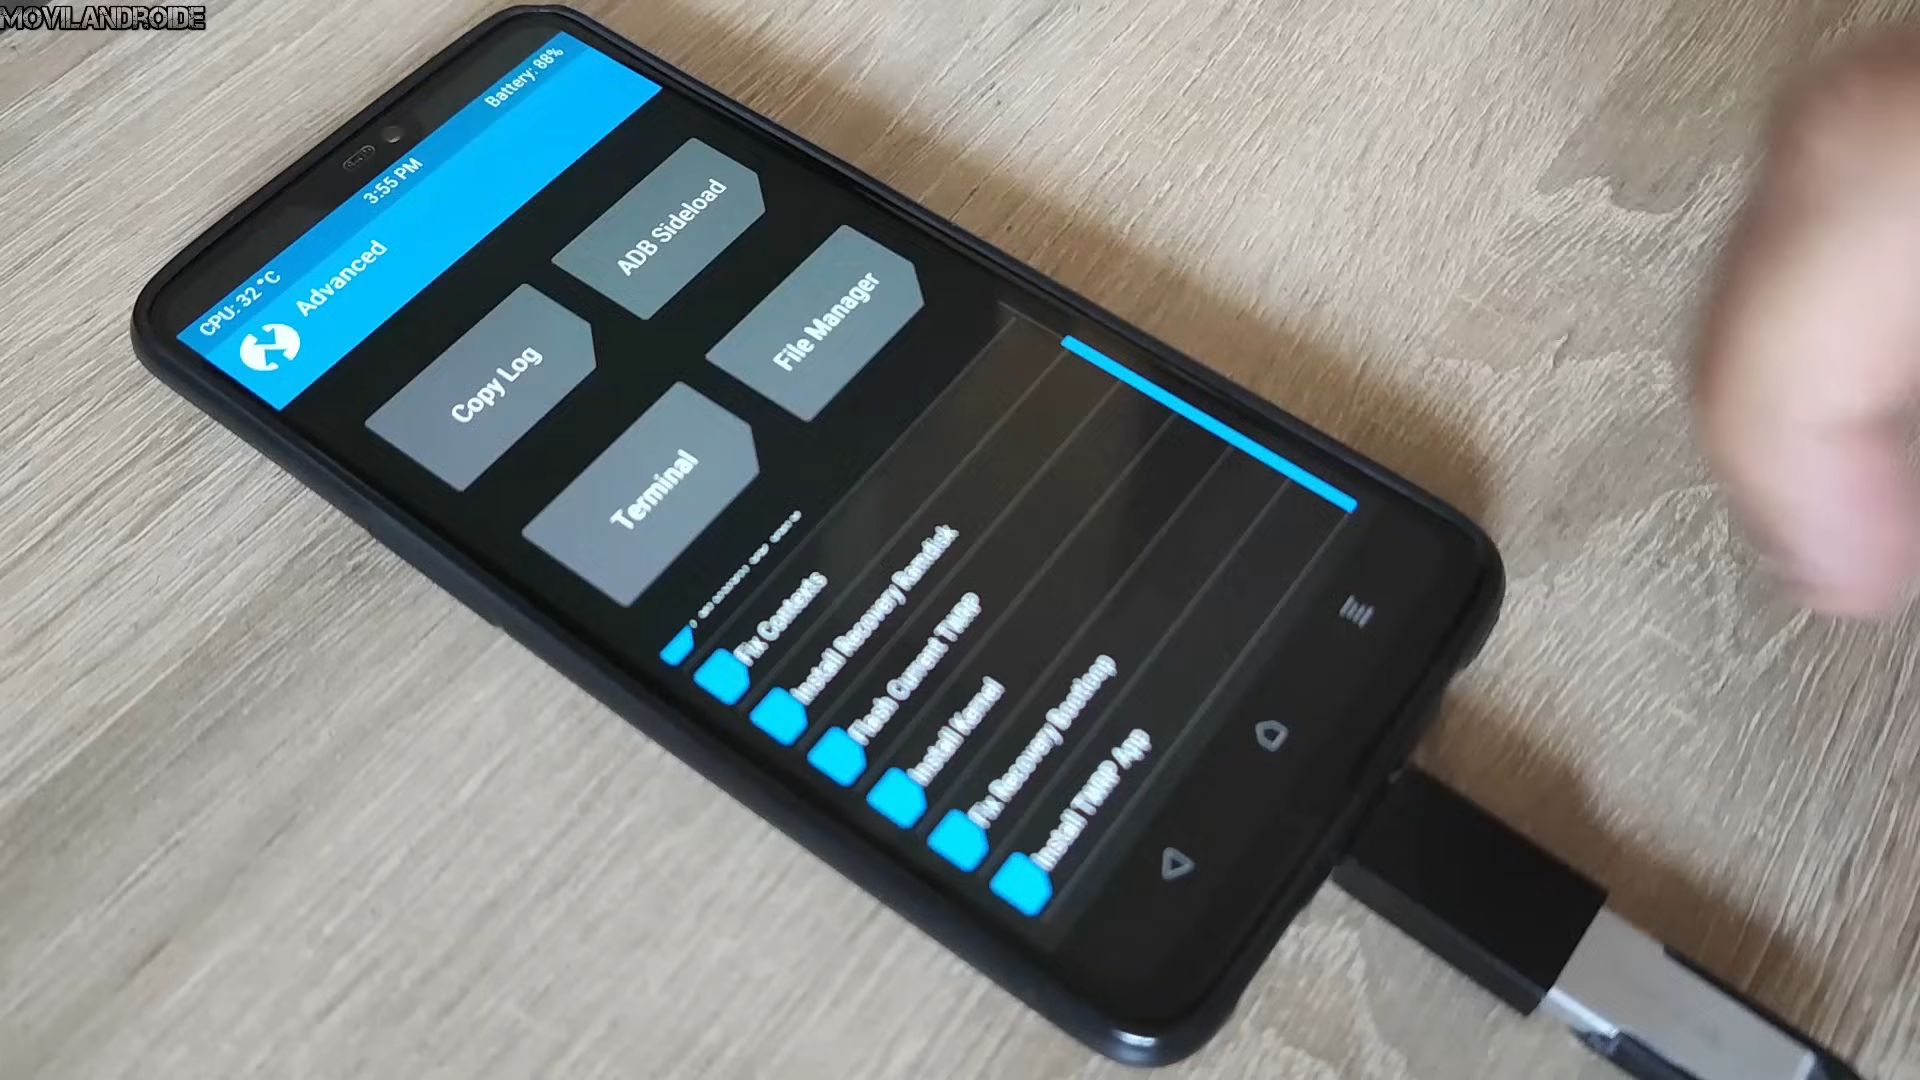 MOVILANDROIDE
CPU: 32 °C
3:55 PM
Battery: 88%
Advanced
Copy Log
ADB Sideload
Terminal
File Manager
Fix Contexts
Install Recovery Ramdisk
Flash Current TWRP
Install Kernel
Fix Recovery Bootloop
Install TWRP App